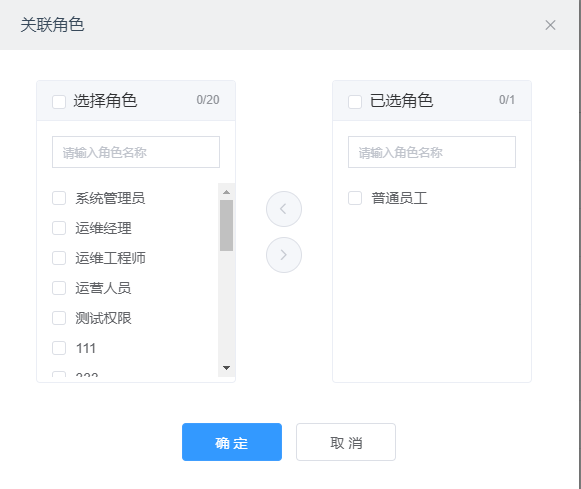 关联角色
选择角色 0/20
请输入角色名称
系统管理员
运维经理
运维工程师
运营人员
测试权限
111
已选角色 0/1
请输入角色名称
普通员工
确 定
取 消